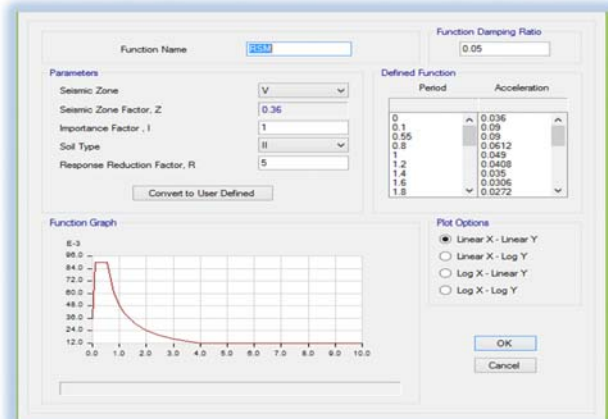 Function Damping Ratio
Function Name RSM 0.05
Parameters
Seismic Zone V
Seismic Zone Factor, Z 0.36
Importance Factor , I 1
Soil Type II
Response Reduction Factor, R 5
Convert to User Defined
Defined Function
Period Acceleration
0 0.036
0.1 0.09
0.55 0.09
0.8 0.0612
1 0.049
1.2 0.0408
1.4 0.035
1.6 0.0306
1.8 0.0272
Function Graph
E-3
96.0
84.0
72.0
60.0
48.0
36.0
24.0
12.0
0.0 1.0 2.0 3.0 4.0 5.0 6.0 7.0 8.0 9.0 10.0
Plot Options
Linear X - Linear Y
Linear X - Log Y
Log X - Linear Y
Log X - Log Y
OK
Cancel